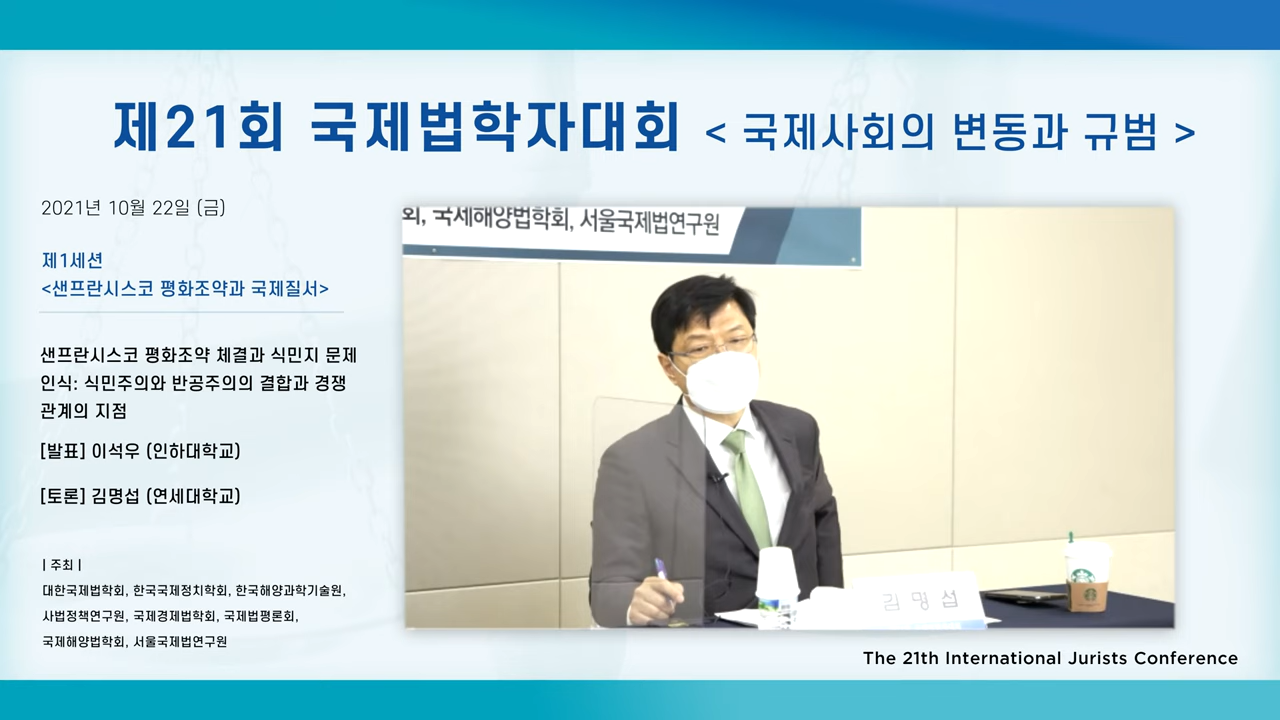 제21회 국제법학자대회 < 국제사회의 변동과 규범 >
2021년 10월 22일 (금)
제1세션
<샌프란시스코 평화조약과 국제질서>
샌프란시스코 평화조약 체결과 식민지 문제
인식: 식민주의와 반공주의의 결합과 경쟁
관계의 지점
[발표] 이석우 (인하대학교)
[토론] 김명섭 (연세대학교)
| 주최 |
대한국제법학회, 한국국제정치학회, 한국해양과학기술원,
사법정책연구원, 국제경제법학회, 국제법평론회,
국제해양법학회, 서울국제법연구원
회, 국제해양법학회, 서울국제법연구원
김명섭
The 21th International Jurists Conference